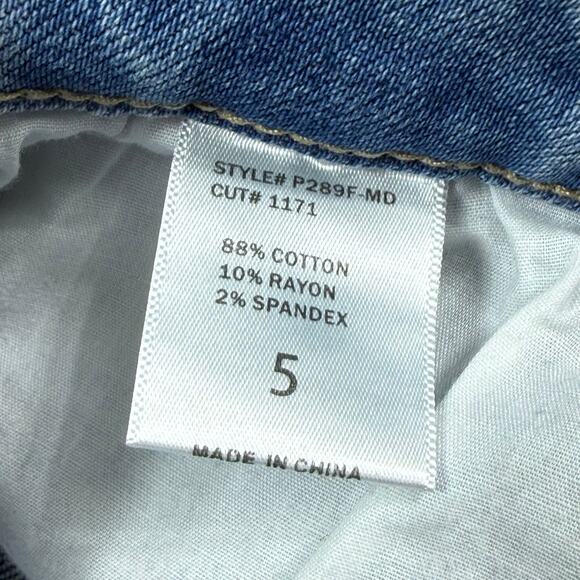 STYLE# P289F-MD
CUT# 1171
88% COTTON
10% RAYON
2% SPANDEX
5
MADE IN CHINA